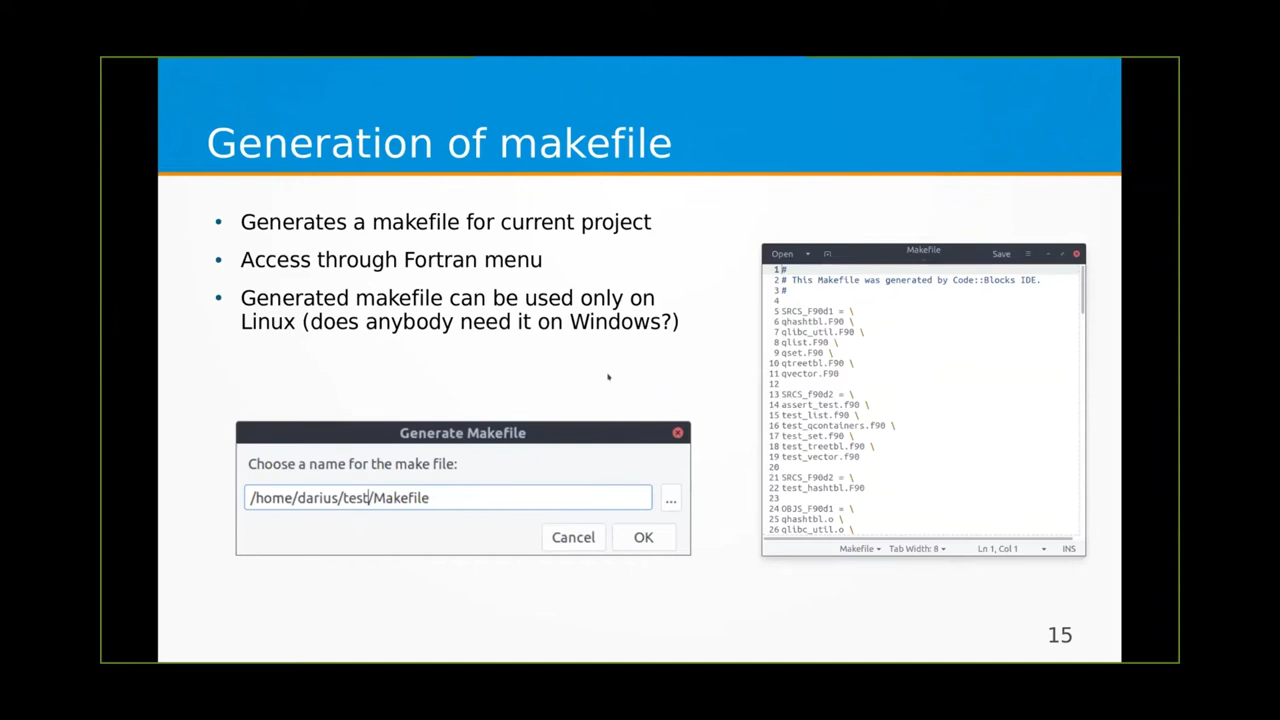 Generation of makefile
• Generates a makefile for current project
• Access through Fortran menu
• Generated makefile can be used only on
Linux (does anybody need it on Windows?)
Generate Makefile
Choose a name for the make file:
/home/darius/test/Makefile
...
Cancel
OK
Open
Makefile
Save
1 #
2 # This Makefile was generated by Code::Blocks IDE.
3 #
4
5 SRCS_F90d1 = \
6 qhashtbl.F90 \
7 qlibc_util.F90 \
8 qlist.F90 \
9 qset.F90 \
10 qtreetbl.F90 \
11 qvector.F90
12
13 SRCS_f90d2 = \
14 assert_test.f90 \
15 test_list.f90 \
16 test_qcontainers.f90 \
17 test_set.f90 \
18 test_treetbl.f90 \
19 test_vector.f90
20
21 SRCS_F90d2 = \
22 test_hashtbl.F90
23
24 OBJS_F90d1 = \
25 qhashtbl.o \
26 qlibc_util.o \
Makefile Tab Width: 8 Ln 1, Col 1 INS
15